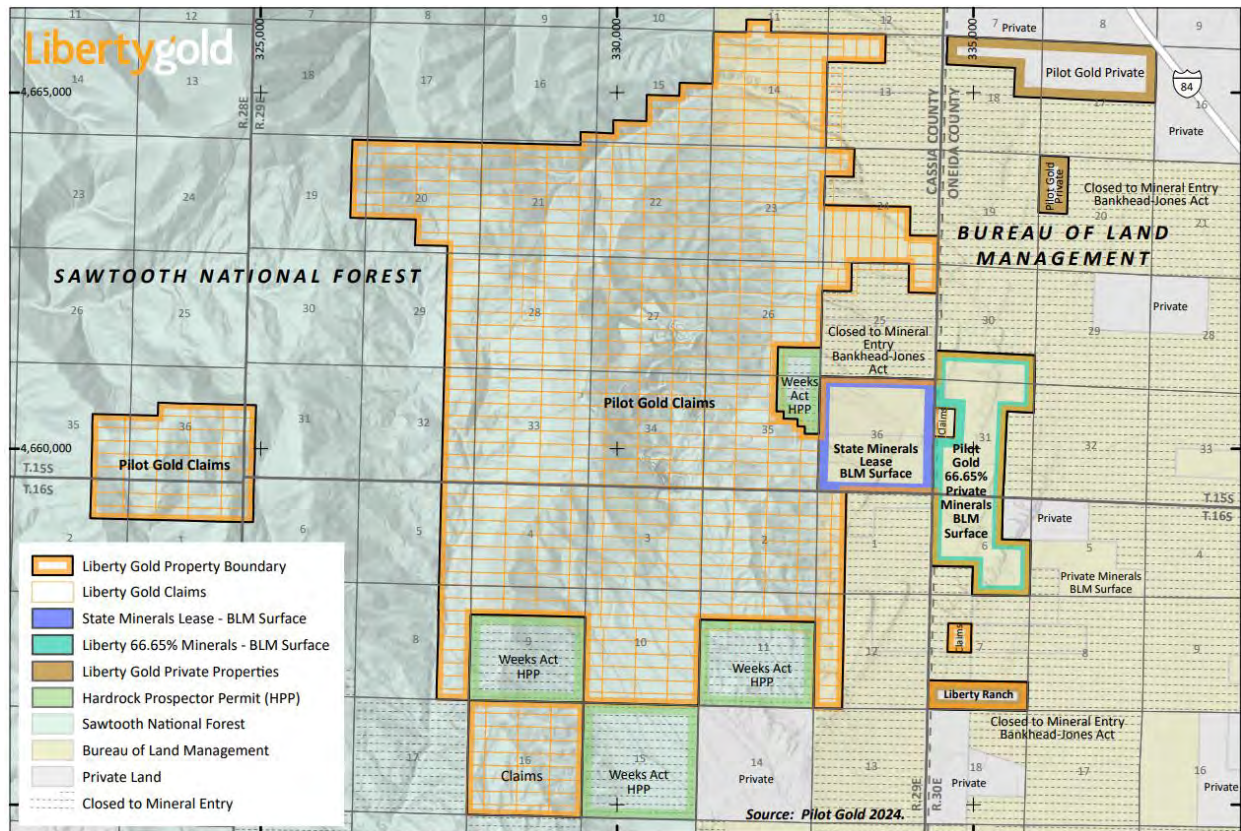 Libertygold
11
12
7
8
9
10
11
12
7
8
9
Private
325,000
330,000
335,000
4,665,000
14
13
18
17
16
15
14
13
18
17
16
Pilot Gold Private
84
Private
R.28E
R.29E
CASSIA COUNTY
ONEIDA COUNTY
23
24
19
20
21
22
23
24
19
20
21
Pilot Gold
Private
Closed to Mineral Entry
Bankhead-Jones Act
BUREAU OF LAND
MANAGEMENT
SAWTOOTH NATIONAL FOREST
26
25
30
29
27
26
25
30
29
28
Private
Closed to Mineral
Entry
Bankhead-Jones
Act
Weeks
Act
HPP
Pilot Gold Claims
35
36
31
32
33
34
35
36
31
32
33
Pilot Gold Claims
State Minerals
Lease
BLM Surface
Claims
Pilot
Gold
66.65%
Private
Minerals
BLM
Surface
4,660,000
T.15S
T.16S
T.15S
T.16S
Private
2
1
6
5
4
3
2
1
6
5
4
Private Minerals
BLM Surface
8
9
10
11
12
7
8
9
Weeks Act
HPP
Weeks Act
HPP
Claims
Liberty Ranch
Closed to Mineral Entry
Bankhead-Jones Act
17
16
15
14
13
18
17
16
Claims
Weeks Act
HPP
Private
Private
Private
R.29E
R.30E
Liberty Gold Property Boundary
Liberty Gold Claims
State Minerals Lease - BLM Surface
Liberty 66.65% Minerals - BLM Surface
Liberty Gold Private Properties
Hardrock Prospector Permit (HPP)
Sawtooth National Forest
Bureau of Land Management
Private Land
Closed to Mineral Entry
Source: Pilot Gold 2024.